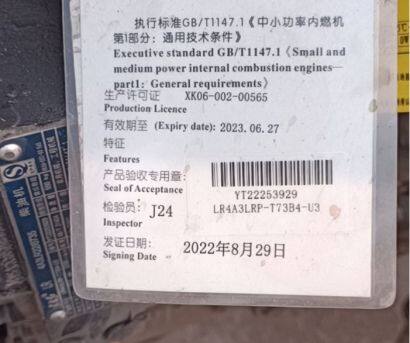 执行标准GB/T1147.1《中小功率内燃机
第1部分：通用技术条件》
Executive standard GB/T1147.1《Small and
medium power internal combustion engines—
part1: General requirements》
生产许可证 XK06-002-00565
Production Licence
有效期至 (Expiry date): 2023.06.27
特征
Features
产品验收专用章:
Seal of Acceptance
YT22253929
检验员: J24
LR4A3LRP-T73B4-U3
Inspector
发证日期: 2022年8月29日
Signing Date
柴油机